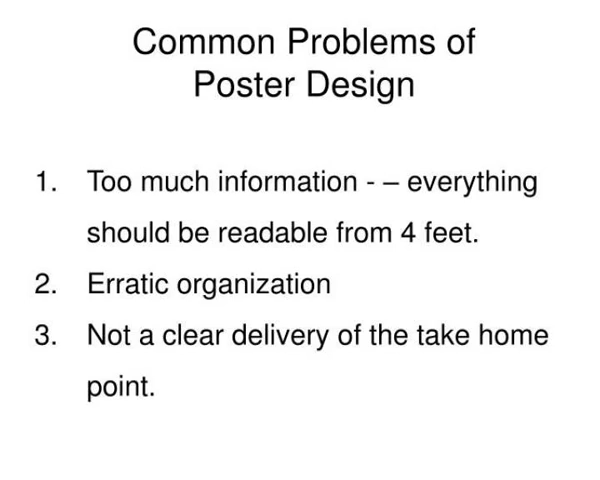 Common Problems of
Poster Design
1. Too much information - – everything
should be readable from 4 feet.
2. Erratic organization
3. Not a clear delivery of the take home
point.